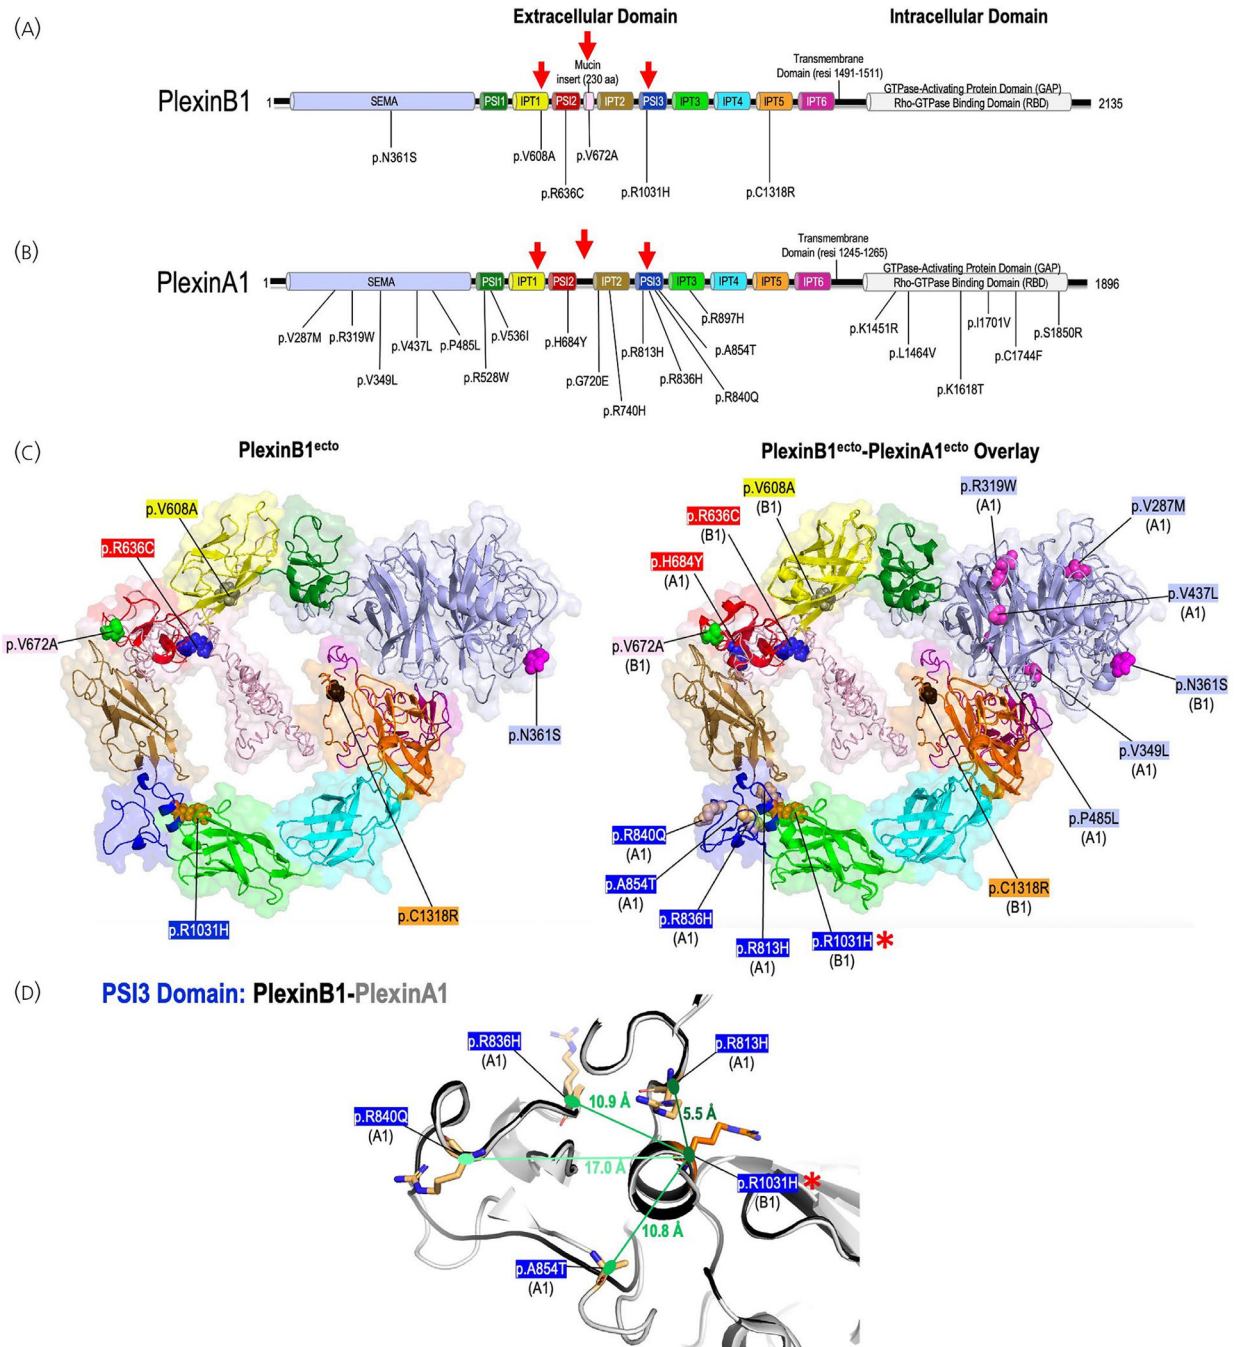 (A)
Extracellular Domain
Intracellular Domain
Mucin
insert (230 aa)
Transmembrane
Domain (resi 1491-1511)
PlexinB1
1
SEMA
PSI1
IPT1
PSI2
IPT2
PSI3
IPT3
IPT4
IPT5
IPT6
GTPase-Activating Protein Domain (GAP)
Rho-GTPase Binding Domain (RBD)
2135
p.N361S
p.V608A
p.V672A
p.R636C
p.R1031H
p.C1318R
(B)
Transmembrane
Domain (resi 1245-1265)
PlexinA1
1
SEMA
PSI1
IPT1
PSI2
IPT2
PSI3
IPT3
IPT4
IPT5
IPT6
GTPase-Activating Protein Domain (GAP)
Rho-GTPase Binding Domain (RBD)
1896
p.V287M
p.R319W
p.V349L
p.V437L
p.P485L
p.R528W
p.V536I
p.H684Y
p.G720E
p.R740H
p.R813H
p.R836H
p.R840Q
p.A854T
p.R897H
p.K1451R
p.L1464V
p.K1618T
p.I1701V
p.C1744F
p.S1850R
(C)
PlexinB1ecto
p.V608A
p.R636C
p.V672A
p.N361S
p.C1318R
p.R1031H
PlexinB1ecto-PlexinA1ecto Overlay
p.V608A
(B1)
p.R319W
(A1)
p.V287M
(A1)
p.R636C
(B1)
p.H684Y
(A1)
p.V437L
(A1)
p.V672A
(B1)
p.N361S
(B1)
p.V349L
(A1)
p.P485L
(A1)
p.R840Q
(A1)
p.A854T
(A1)
p.R836H
(A1)
p.R813H
(A1)
p.R1031H *
(B1)
p.C1318R
(B1)
(D)
PSI3 Domain: PlexinB1-PlexinA1
p.R836H
(A1)
p.R813H
(A1)
p.R840Q
(A1)
10.9 Å
5.5 Å
17.0 Å
p.R1031H *
(B1)
10.8 Å
p.A854T
(A1)